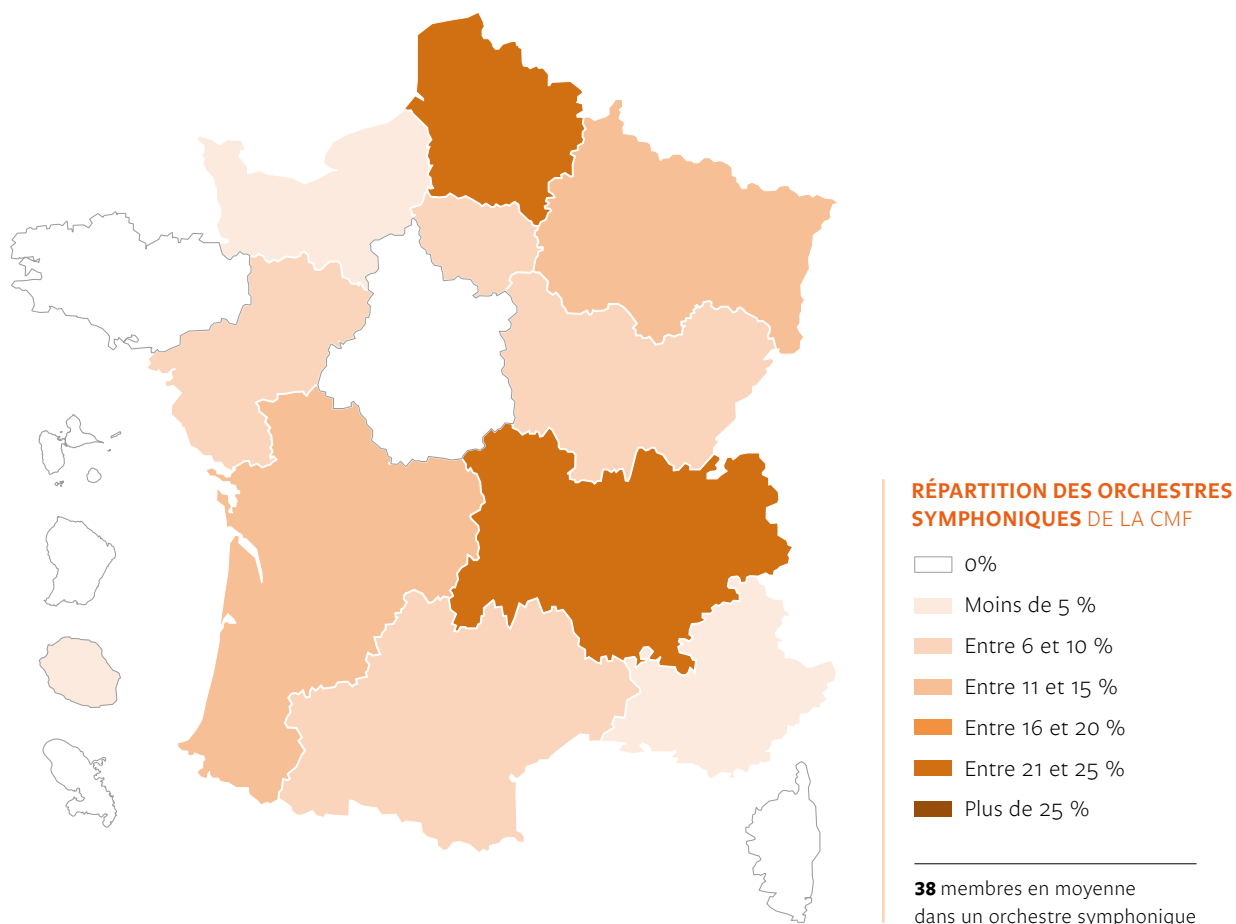 RÉPARTITION DES ORCHESTRES
SYMPHONIQUES DE LA CMF
0%
Moins de 5 %
Entre 6 et 10 %
Entre 11 et 15 %
Entre 16 et 20 %
Entre 21 et 25 %
Plus de 25 %
38 membres en moyenne
dans un orchestre symphonique